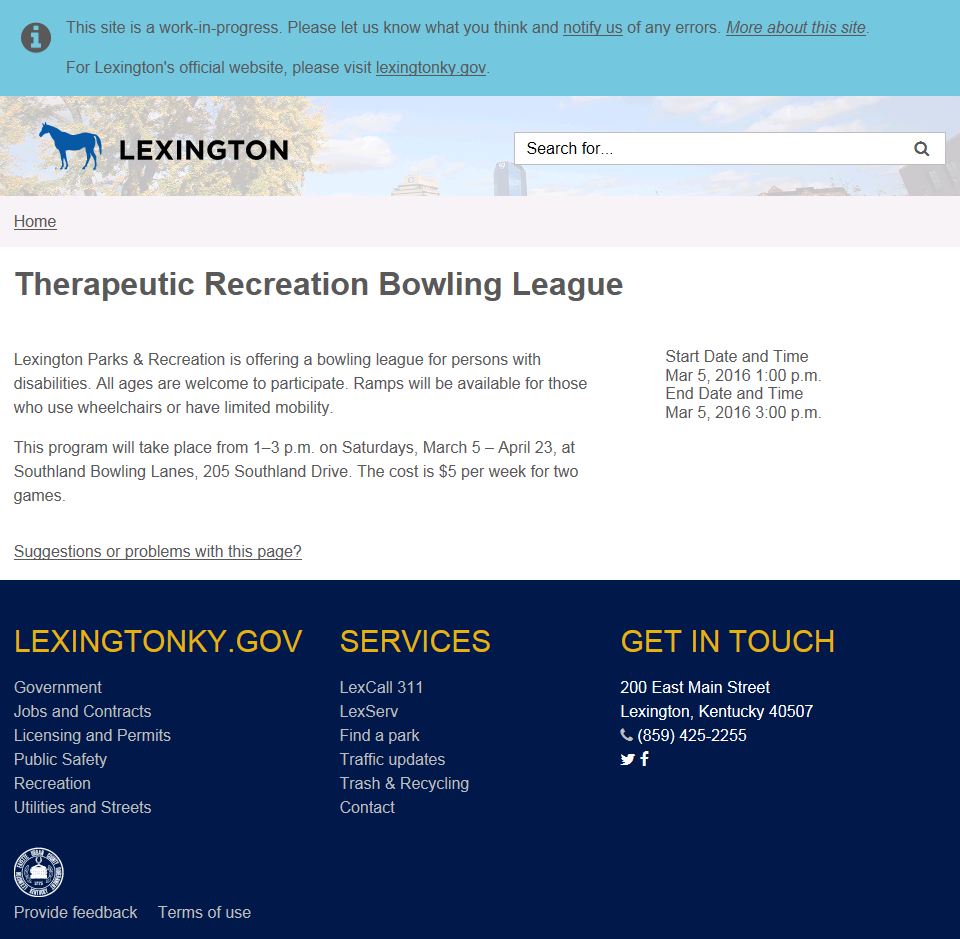 This site is a work-in-progress. Please let us know what you think and notify us of any errors. More about this site.
For Lexington's official website, please visit lexingtonky.gov.
LEXINGTON
Search for...
Home
Therapeutic Recreation Bowling League
Lexington Parks & Recreation is offering a bowling league for persons with
disabilities. All ages are welcome to participate. Ramps will be available for those
who use wheelchairs or have limited mobility.
This program will take place from 1–3 p.m. on Saturdays, March 5 – April 23, at
Southland Bowling Lanes, 205 Southland Drive. The cost is $5 per week for two
games.
Start Date and Time
Mar 5, 2016 1:00 p.m.
End Date and Time
Mar 5, 2016 3:00 p.m.
Suggestions or problems with this page?
LEXINGTONKY.GOV
Government
Jobs and Contracts
Licensing and Permits
Public Safety
Recreation
Utilities and Streets
SERVICES
LexCall 311
LexServ
Find a park
Traffic updates
Trash & Recycling
Contact
GET IN TOUCH
200 East Main Street
Lexington, Kentucky 40507
(859) 425-2255
Provide feedback
Terms of use